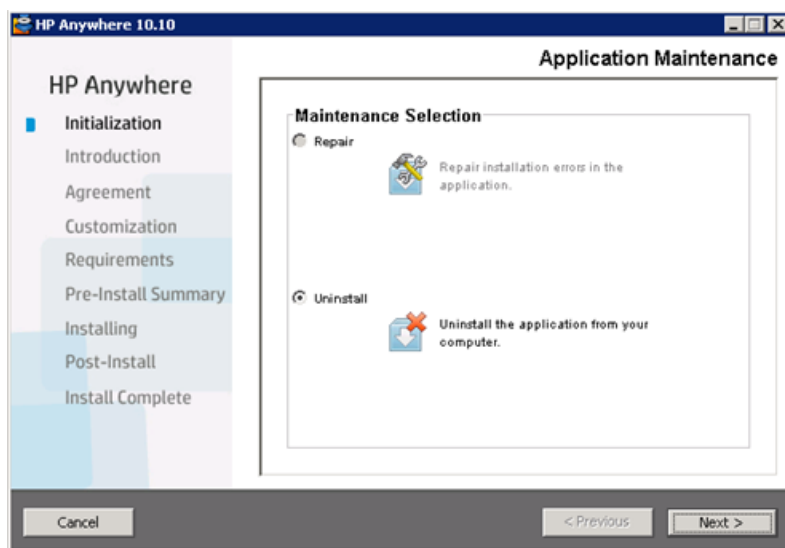 HP Anywhere 10.10
Application Maintenance
HP Anywhere
Initialization
Introduction
Agreement
Customization
Requirements
Pre-Install Summary
Installing
Post-Install
Install Complete
Maintenance Selection
Repair
Repair installation errors in the
application.
Uninstall
Uninstall the application from your
computer.
Cancel
< Previous
Next >